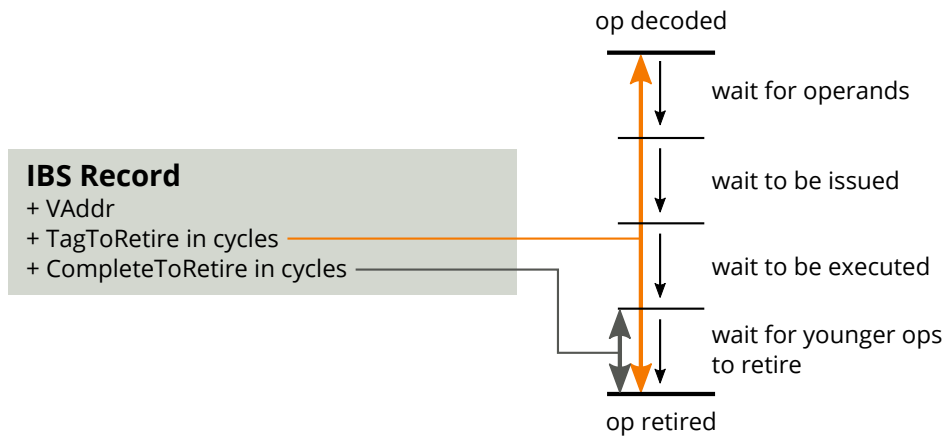 op decoded
wait for operands
wait to be issued
wait to be executed
wait for younger ops
to retire
op retired
IBS Record
+ VAddr
+ TagToRetire in cycles
+ CompleteToRetire in cycles